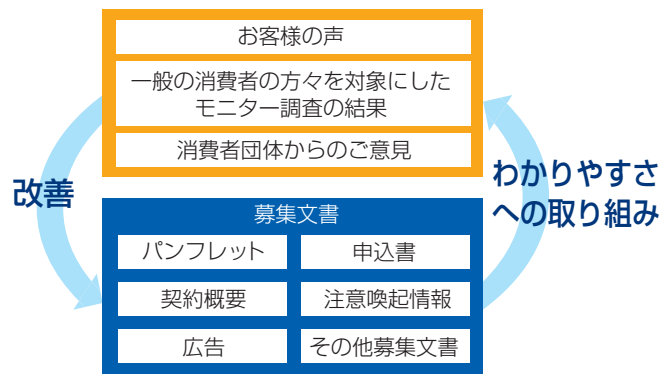 お客様の声
一般の消費者の方々を対象にした
モニター調査の結果
消費者団体からのご意見
改善
わかりやすさ
への取り組み
募集文書
パンフレット
申込書
契約概要
注意喚起情報
広告
その他募集文書